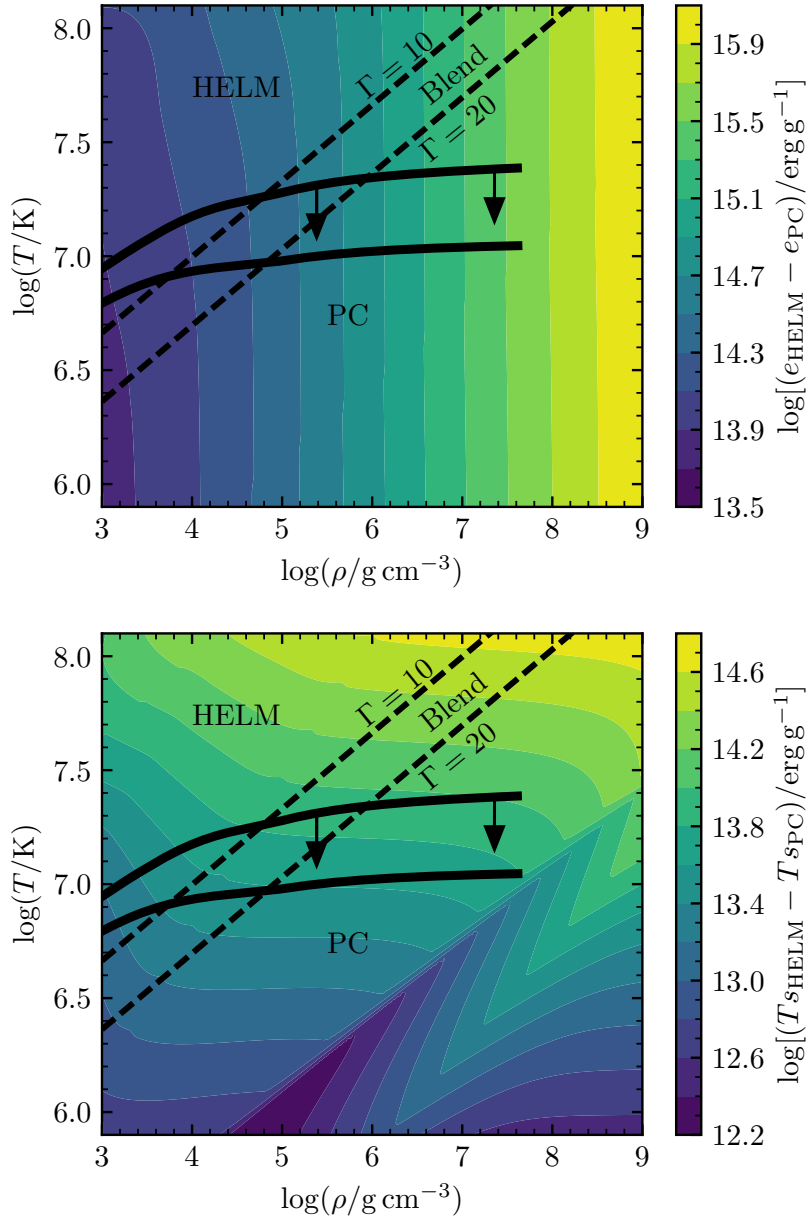 8.0
7.5
7.0
6.5
6.0
log(T/K)
HELM
Γ = 10
Blend
Γ = 20
PC
3 4 5 6 7 8 9
log(ρ/g cm⁻³)
15.9
15.5
15.1
14.7
14.3
13.9
13.5
log[(e_HELM − e_PC)/erg g⁻¹]
8.0
7.5
7.0
6.5
6.0
log(T/K)
HELM
Γ = 10
Blend
Γ = 20
PC
3 4 5 6 7 8 9
log(ρ/g cm⁻³)
14.6
14.2
13.8
13.4
13.0
12.6
12.2
log[(Ts_HELM − Ts_PC)/erg g⁻¹]